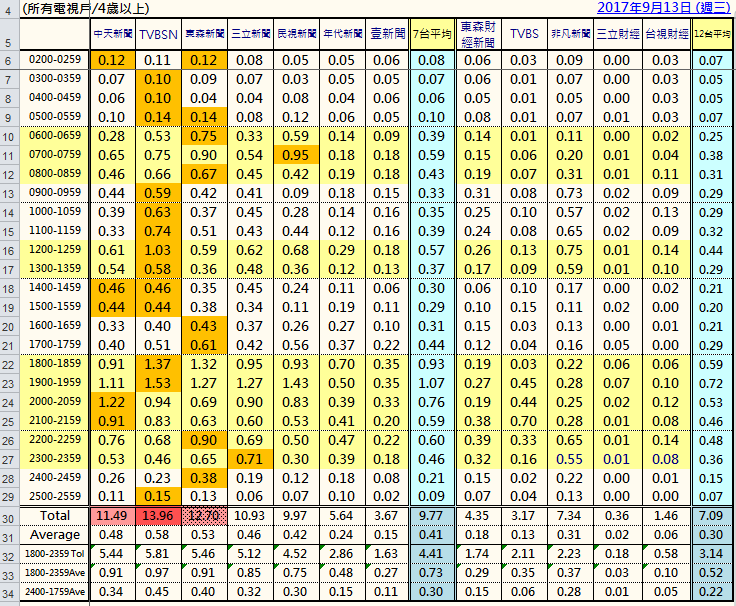 4 (所有電視戶/4歲以上) 2017年9月13日 (週三)
5 中天新聞 TVBSN 東森新聞 三立新聞 民視新聞 年代新聞 壹新聞 7台平均 東森財經新聞 TVBS 非凡新聞 三立財經 台視財經 12台平均
6 0200-0259 0.12 0.11 0.12 0.08 0.05 0.05 0.06 0.08 0.06 0.03 0.09 0.00 0.03 0.07
7 0300-0359 0.07 0.10 0.09 0.07 0.03 0.05 0.05 0.07 0.06 0.01 0.07 0.00 0.03 0.05
8 0400-0459 0.06 0.10 0.04 0.04 0.08 0.04 0.06 0.06 0.05 0.01 0.05 0.00 0.03 0.05
9 0500-0559 0.10 0.14 0.14 0.08 0.12 0.06 0.05 0.10 0.08 0.01 0.07 0.01 0.03 0.07
10 0600-0659 0.28 0.53 0.75 0.33 0.59 0.14 0.09 0.39 0.14 0.01 0.11 0.00 0.02 0.25
11 0700-0759 0.65 0.75 0.90 0.54 0.95 0.18 0.18 0.59 0.15 0.06 0.20 0.01 0.04 0.38
12 0800-0859 0.46 0.66 0.67 0.45 0.42 0.19 0.18 0.43 0.19 0.07 0.31 0.01 0.11 0.31
13 0900-0959 0.44 0.59 0.42 0.41 0.09 0.18 0.15 0.33 0.31 0.08 0.73 0.02 0.09 0.29
14 1000-1059 0.39 0.63 0.37 0.45 0.28 0.14 0.16 0.35 0.25 0.10 0.57 0.02 0.13 0.29
15 1100-1159 0.33 0.74 0.51 0.43 0.44 0.12 0.16 0.39 0.24 0.08 0.65 0.02 0.09 0.32
16 1200-1259 0.61 1.03 0.59 0.62 0.68 0.29 0.18 0.57 0.26 0.13 0.75 0.01 0.14 0.44
17 1300-1359 0.54 0.58 0.36 0.48 0.36 0.12 0.13 0.37 0.17 0.09 0.59 0.01 0.10 0.29
18 1400-1459 0.46 0.46 0.35 0.45 0.24 0.11 0.06 0.30 0.06 0.10 0.17 0.00 0.02 0.21
19 1500-1559 0.44 0.44 0.38 0.34 0.11 0.19 0.11 0.29 0.10 0.15 0.11 0.02 0.00 0.20
20 1600-1659 0.33 0.40 0.43 0.37 0.26 0.27 0.10 0.31 0.15 0.03 0.13 0.00 0.01 0.21
21 1700-1759 0.40 0.51 0.61 0.42 0.56 0.37 0.22 0.44 0.12 0.04 0.16 0.05 0.00 0.29
22 1800-1859 0.91 1.37 1.32 0.95 0.93 0.70 0.35 0.93 0.19 0.03 0.22 0.06 0.06 0.59
23 1900-1959 1.11 1.53 1.27 1.27 1.43 0.50 0.35 1.07 0.27 0.45 0.28 0.07 0.10 0.72
24 2000-2059 1.22 0.94 0.69 0.90 0.83 0.39 0.33 0.76 0.19 0.44 0.25 0.02 0.12 0.53
25 2100-2159 0.91 0.83 0.63 0.60 0.53 0.41 0.20 0.59 0.38 0.70 0.28 0.01 0.08 0.46
26 2200-2259 0.76 0.68 0.90 0.69 0.50 0.47 0.22 0.60 0.39 0.33 0.65 0.01 0.14 0.48
27 2300-2359 0.53 0.46 0.65 0.71 0.30 0.39 0.18 0.46 0.32 0.16 0.55 0.01 0.08 0.36
28 2400-2459 0.26 0.23 0.38 0.19 0.12 0.18 0.08 0.21 0.15 0.02 0.22 0.00 0.01 0.15
29 2500-2559 0.11 0.15 0.13 0.06 0.07 0.10 0.02 0.09 0.07 0.04 0.13 0.00 0.00 0.07
30 Total 11.49 13.96 12.70 10.93 9.97 5.64 3.67 9.77 4.35 3.17 7.34 0.36 1.46 7.09
31 Average 0.48 0.58 0.53 0.46 0.42 0.24 0.15 0.41 0.18 0.13 0.31 0.02 0.06 0.30
32 1800-2359 Tol 5.44 5.81 5.46 5.12 4.52 2.86 1.63 4.41 1.74 2.11 2.23 0.18 0.58 3.14
33 1800-2359Ave 0.91 0.97 0.91 0.85 0.75 0.48 0.27 0.73 0.29 0.35 0.37 0.03 0.10 0.52
34 2400-1759Ave 0.34 0.45 0.40 0.32 0.30 0.15 0.11 0.30 0.15 0.06 0.28 0.01 0.05 0.22